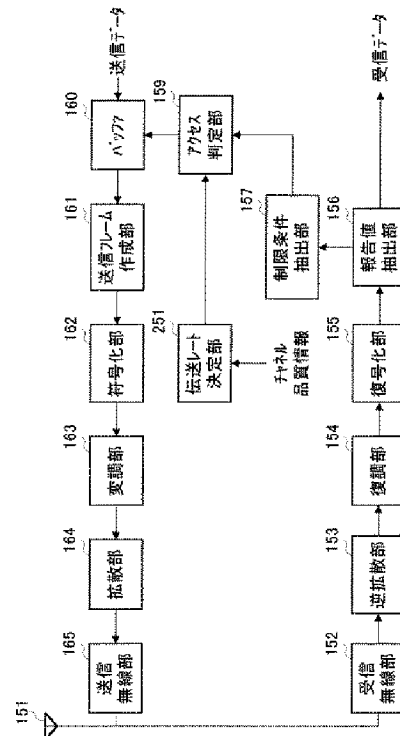 151
165
送信
無線部
164
拡散部
163
変調部
162
符号化部
161
送信フレーム
作成部
160
バッファ
送信データ
251
伝送レート
決定部
チャネル
品質情報
159
アクセス
判定部
157
制限条件
抽出部
152
受信
無線部
153
逆拡散部
154
復調部
155
復号化部
156
報告値
抽出部
受信データ